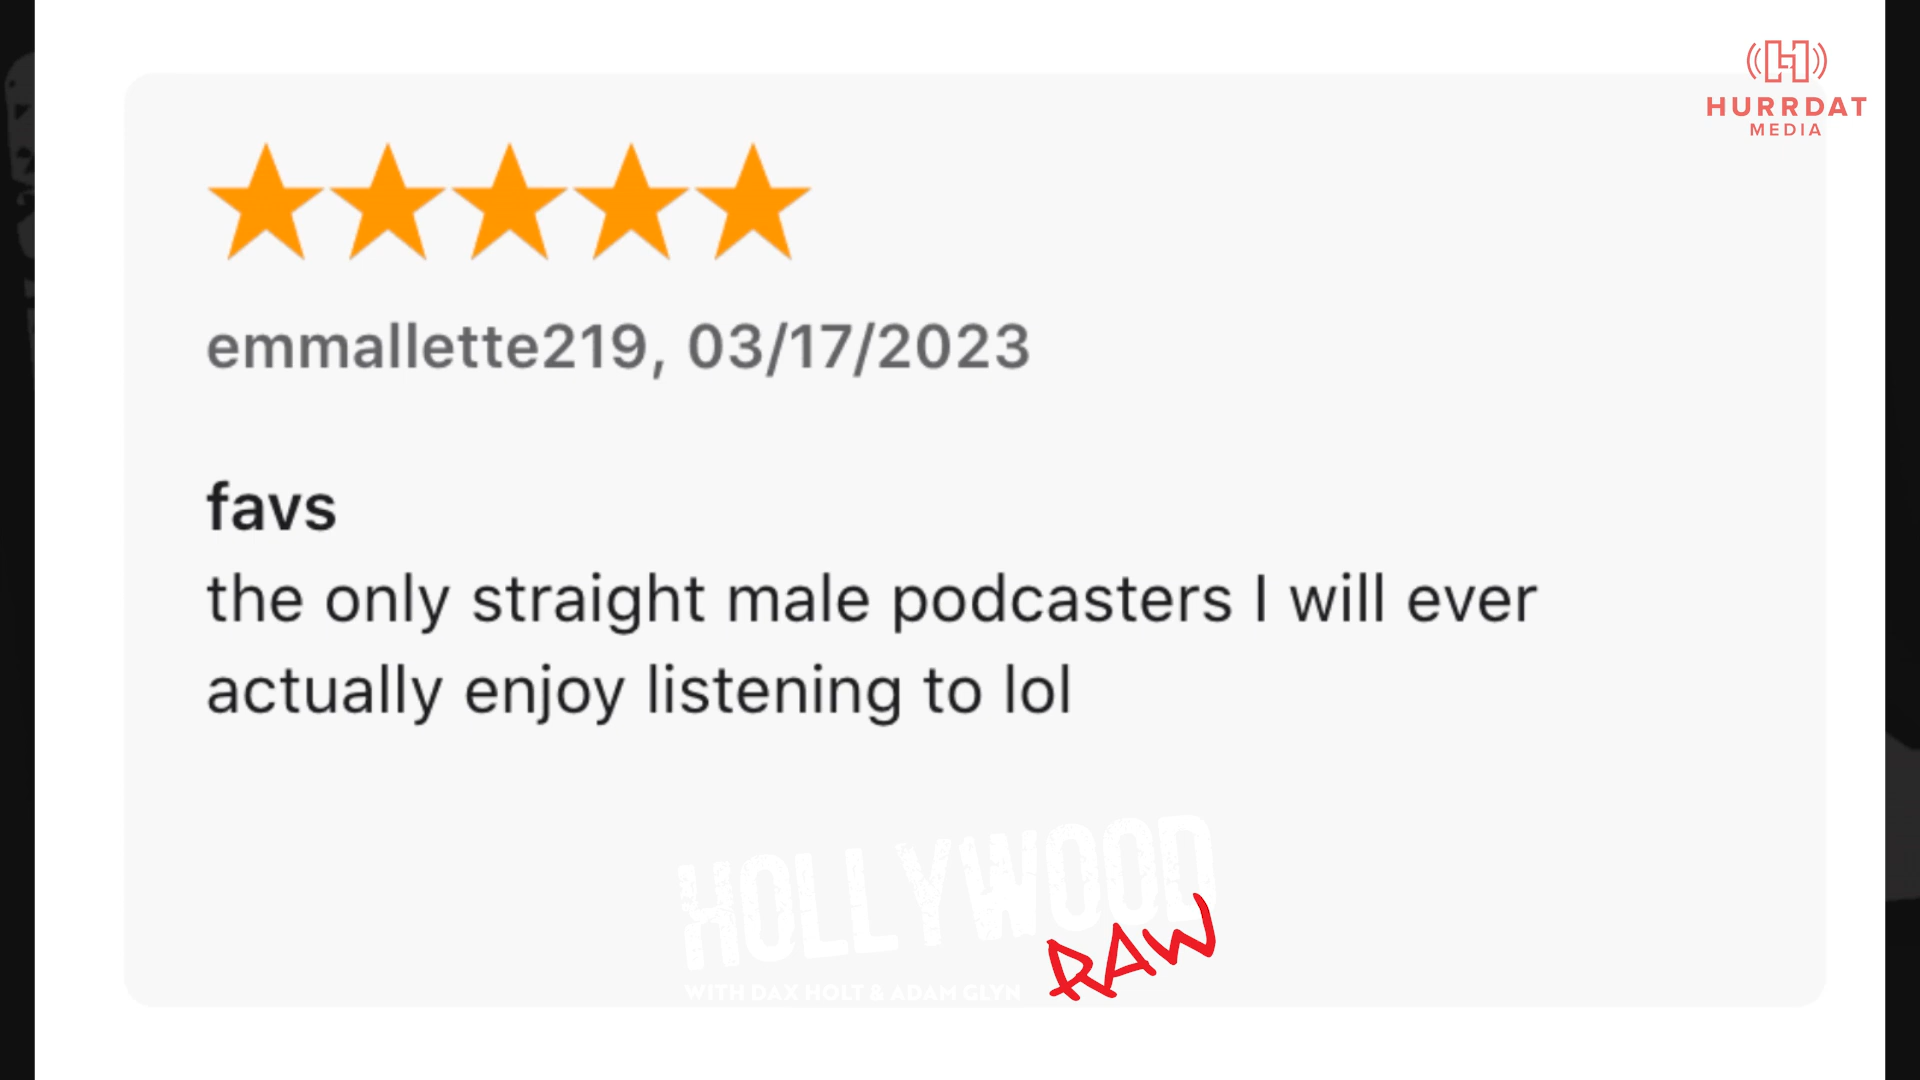 HURRDAT
MEDIA
emmallette219, 03/17/2023
favs
the only straight male podcasters I will ever
actually enjoy listening to lol
HOLLYWOOD
RAW
WITH DAX HOLT & ADAM GLYN